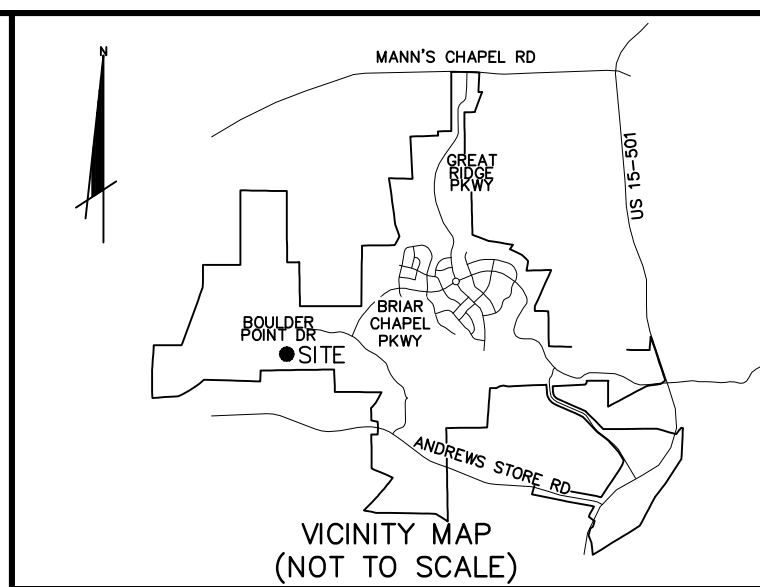 N
MANN'S CHAPEL RD
US 15-501
GREAT
RIDGE
PKWY
BRIAR
CHAPEL
PKWY
BOULDER
POINT DR
SITE
ANDREWS STORE RD
VICINITY MAP
(NOT TO SCALE)